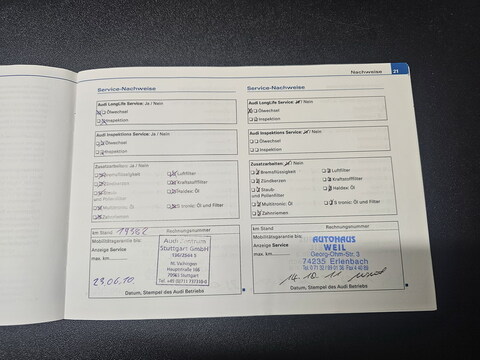 Nachweise 21
Service-Nachweise
Audi LongLife Service: Ja / Nein
Ölwechsel
Inspektion
Audi Inspektions Service: Ja / Nein
Ölwechsel
Inspektion
Zusatzarbeiten: Ja / Nein
Bremsflüssigkeit Luftfilter
Zündkerzen Kraftstofffilter
Staub- Haldex: Öl
und Pollenfilter
Multitronic: Öl S tronic: Öl und Filter
Zahnriemen
km Stand Rechnungsnummer
Mobilitätsgarantie bis:
Anzeige Service
max. km
Audi Zentrum
Stuttgart GmbH
Hauptstraße 166
Stuttgart
23.06.10
Datum, Stempel des Audi Betriebs
Service-Nachweise
Audi LongLife Service: Ja / Nein
Ölwechsel
Inspektion
Audi Inspektions Service: Ja / Nein
Ölwechsel
Inspektion
Zusatzarbeiten: Ja / Nein
Bremsflüssigkeit Luftfilter
Zündkerzen Kraftstofffilter
Staub- Haldex: Öl
und Pollenfilter
Multitronic: Öl S tronic: Öl und Filter
Zahnriemen
km Stand Rechnungsnummer
Mobilitätsgarantie bis:
Anzeige Service
max. km
AUTOHAUS
WEIL
Georg-Ohm-Str. 3
74235 Erlenbach
Datum, Stempel des Audi Betriebs